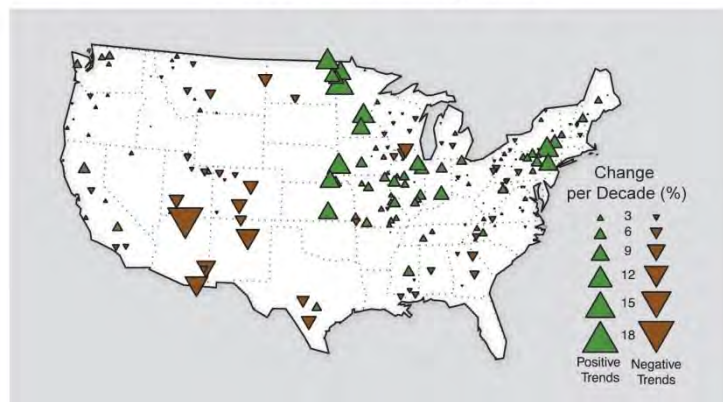 Change
per Decade (%)
3
6
9
12
15
18
Positive Negative
Trends Trends